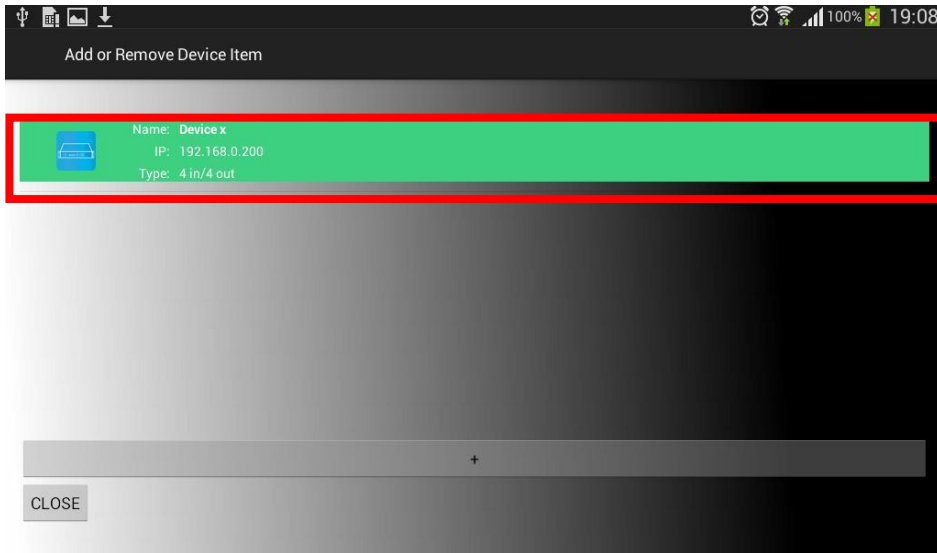 100% 19:08
Add or Remove Device Item
Name: Device x
IP: 192.168.0.200
Type: 4 in/4 out
+
CLOSE